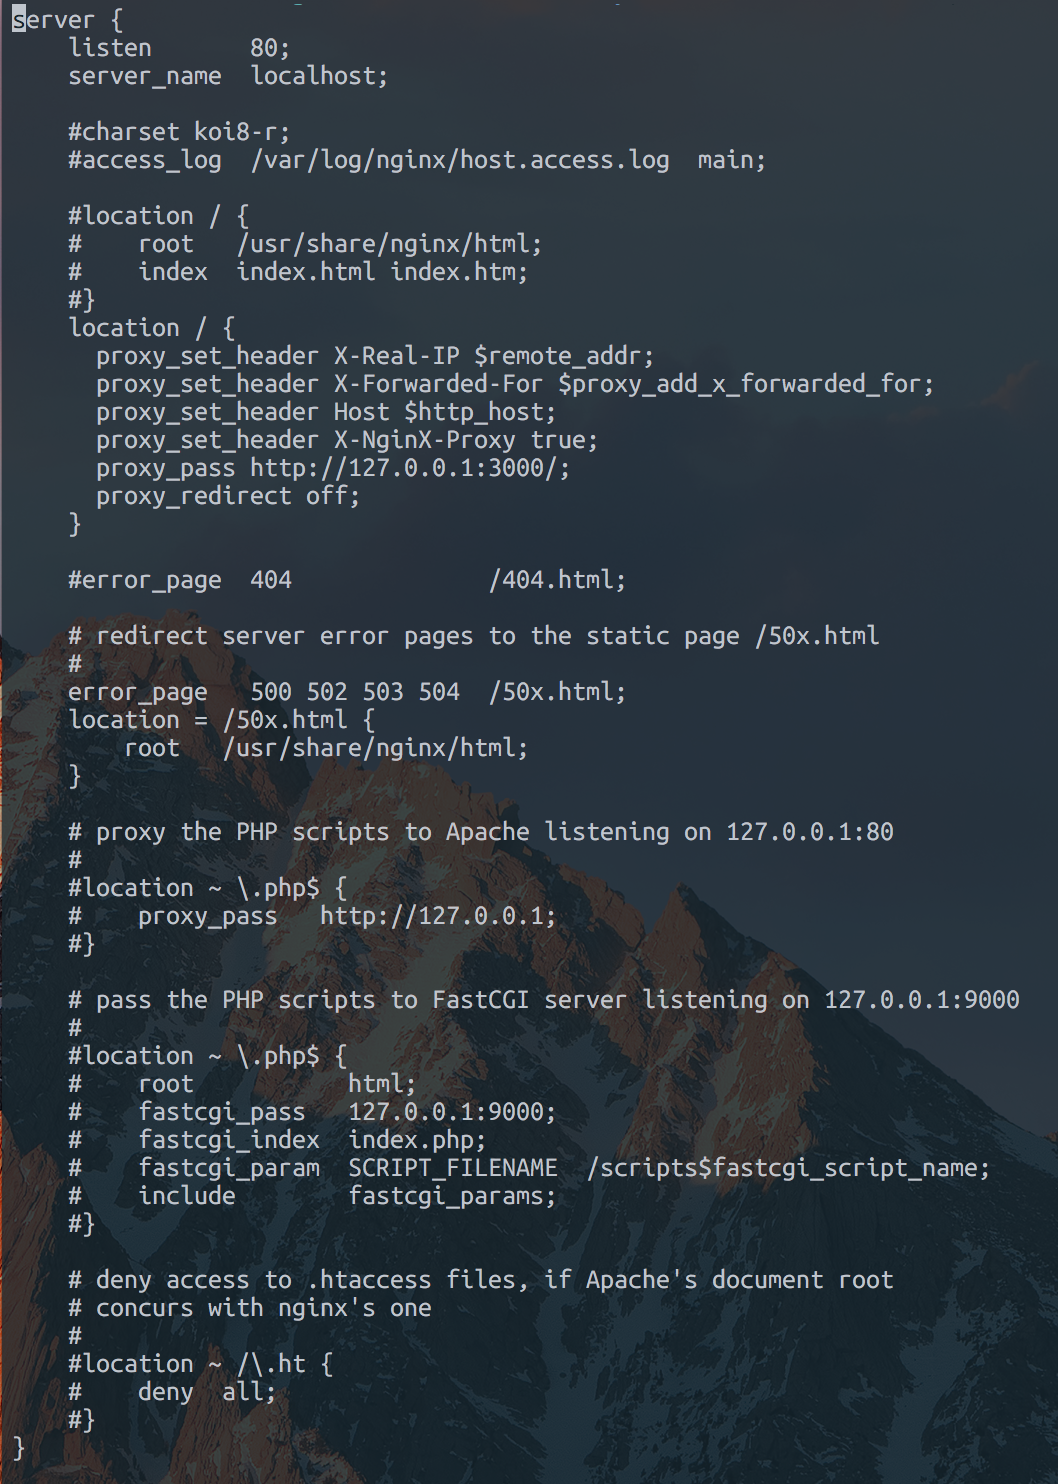 server {
    listen       80;
    server_name  localhost;

    #charset koi8-r;
    #access_log  /var/log/nginx/host.access.log  main;

    #location / {
    #    root   /usr/share/nginx/html;
    #    index  index.html index.htm;
    #}
    location / {
      proxy_set_header X-Real-IP $remote_addr;
      proxy_set_header X-Forwarded-For $proxy_add_x_forwarded_for;
      proxy_set_header Host $http_host;
      proxy_set_header X-NginX-Proxy true;
      proxy_pass http://127.0.0.1:3000/;
      proxy_redirect off;
    }

    #error_page  404              /404.html;

    # redirect server error pages to the static page /50x.html
    #
    error_page   500 502 503 504  /50x.html;
    location = /50x.html {
        root   /usr/share/nginx/html;
    }

    # proxy the PHP scripts to Apache listening on 127.0.0.1:80
    #
    #location ~ \.php$ {
    #    proxy_pass   http://127.0.0.1;
    #}

    # pass the PHP scripts to FastCGI server listening on 127.0.0.1:9000
    #
    #location ~ \.php$ {
    #    root           html;
    #    fastcgi_pass   127.0.0.1:9000;
    #    fastcgi_index  index.php;
    #    fastcgi_param  SCRIPT_FILENAME  /scripts$fastcgi_script_name;
    #    include        fastcgi_params;
    #}

    # deny access to .htaccess files, if Apache's document root
    # concurs with nginx's one
    #
    #location ~ /\.ht {
    #    deny  all;
    #}
}